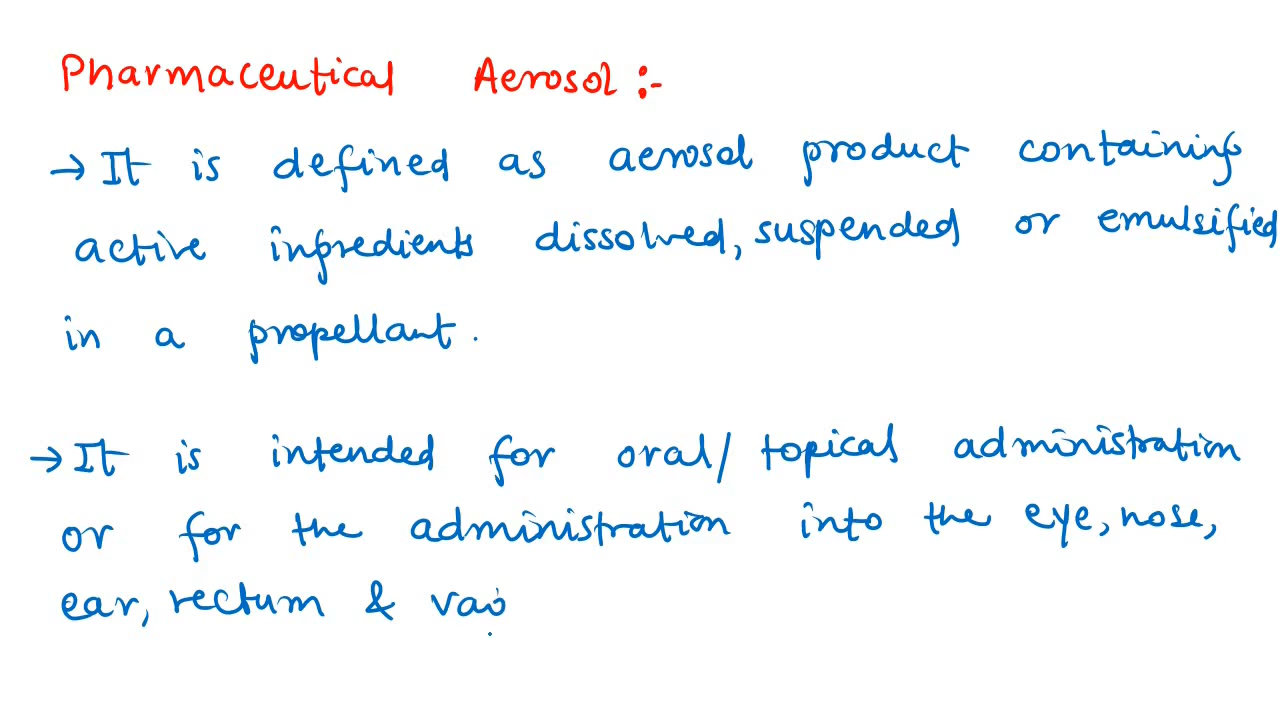 Pharmaceutical Aerosol :-
→ It is defined as aerosol product containing
active ingredients dissolved, suspended or emulsified
in a propellant.
→ It is intended for oral/topical administration
or for the administration into the eye, nose,
ear, rectum &